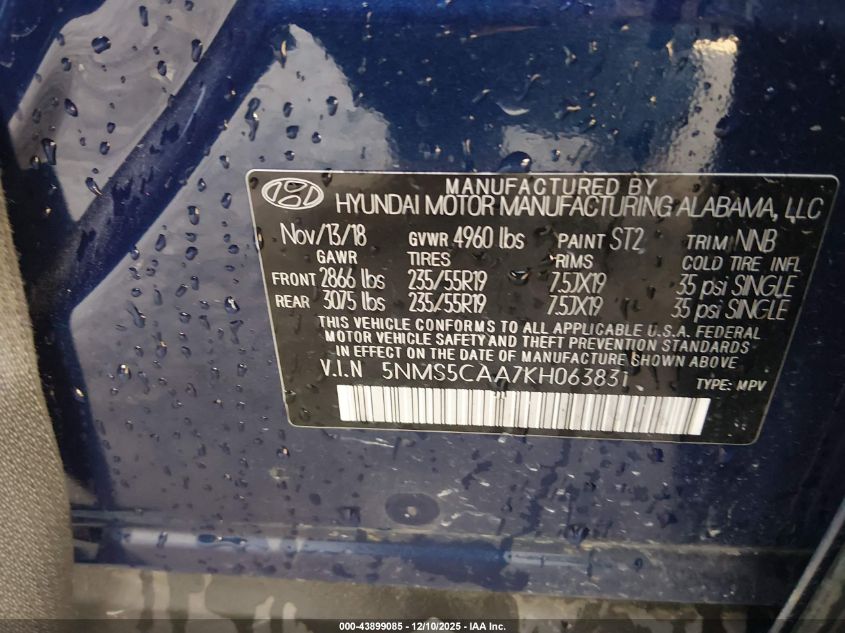 MANUFACTURED BY
HYUNDAI MOTOR MANUFACTURING ALABAMA, LLC
Nov/13/18 GVWR 4960 lbs PAINT ST2 TRIM NNB
GAWR TIRES RIMS COLD TIRE INFL
FRONT 2866 lbs 235/55R19 7.5JX19 35 psi SINGLE
REAR 3075 lbs 235/55R19 7.5JX19 35 psi SINGLE
THIS VEHICLE CONFORMS TO ALL APPLICABLE U.S.A. FEDERAL
MOTOR VEHICLE SAFETY AND THEFT PREVENTION STANDARDS
IN EFFECT ON THE DATE OF MANUFACTURE SHOWN ABOVE
V.I.N 5NMS5CAA7KH063831 TYPE: MPV
000-43899085 - 12/10/2025 - IAA Inc.